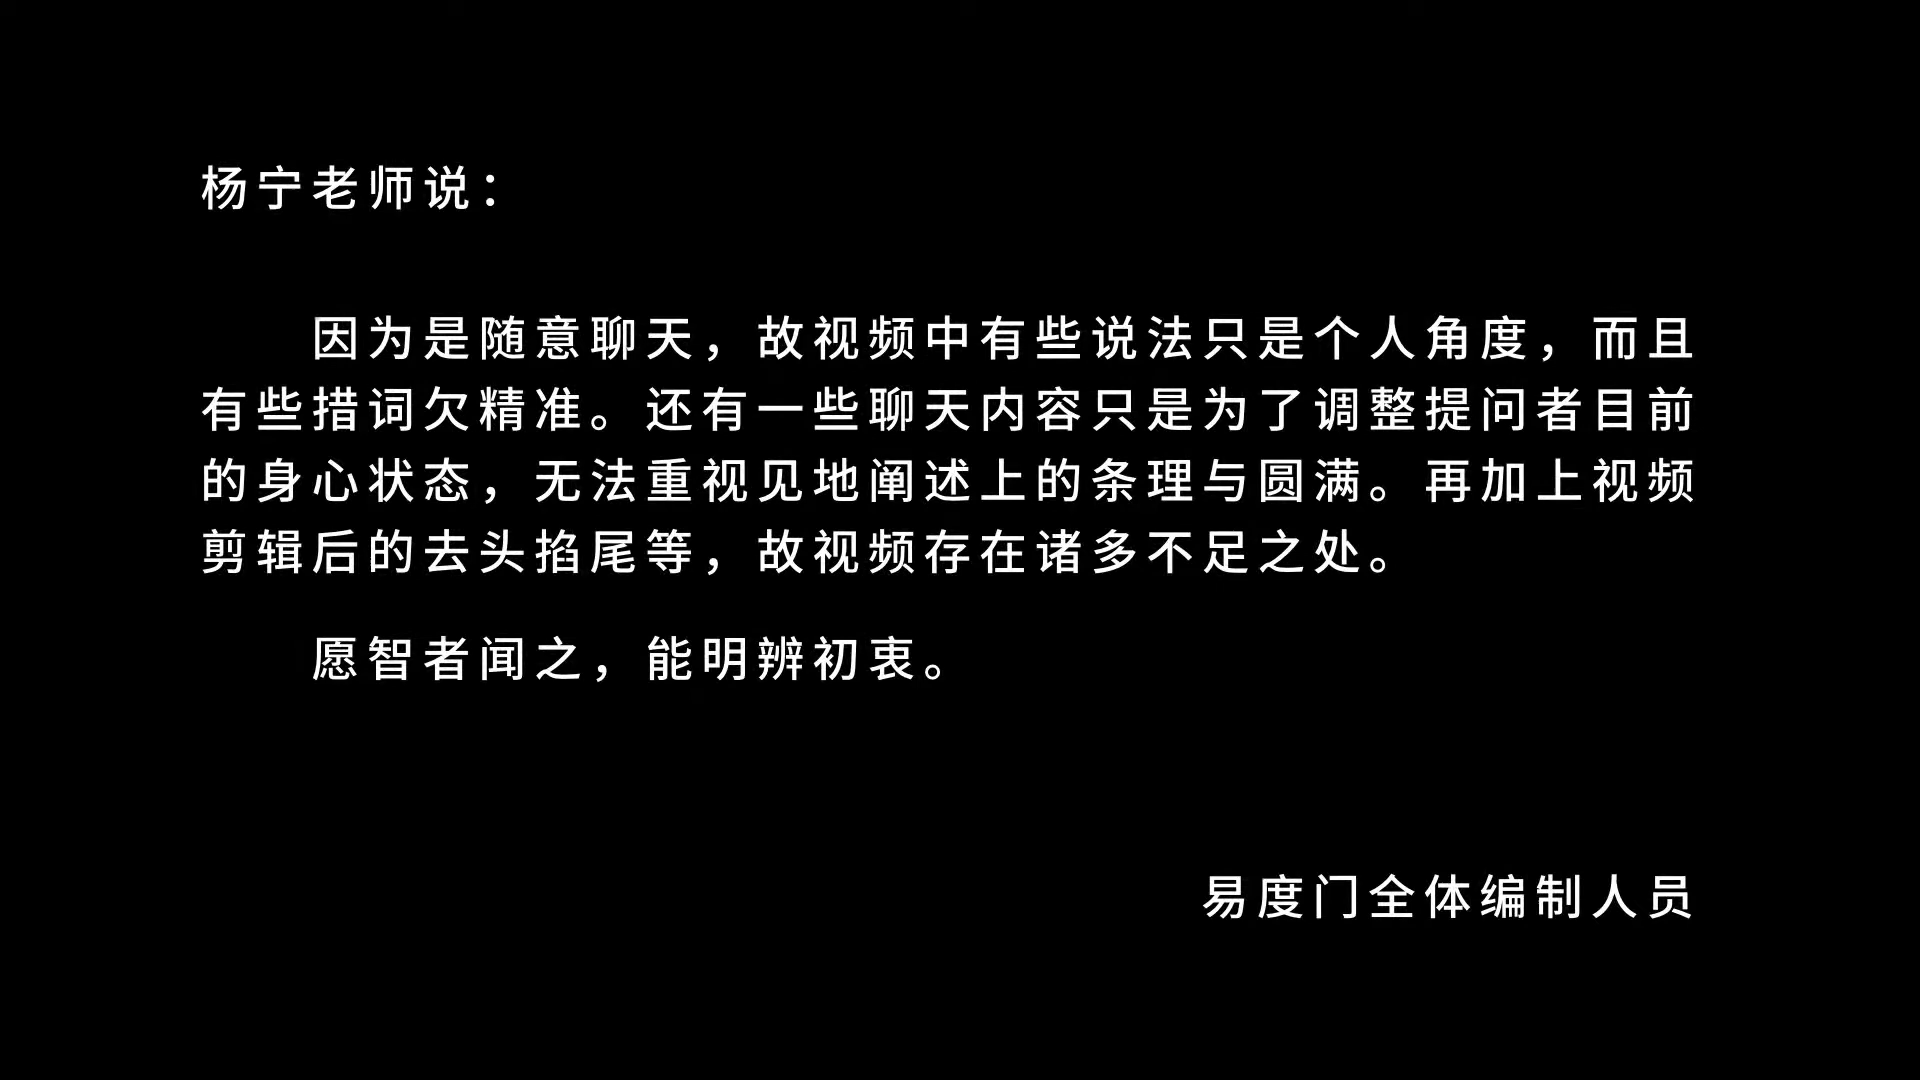 杨宁老师说：
因为是随意聊天，故视频中有些说法只是个人角度，而且
有些措词欠精准。还有一些聊天内容只是为了调整提问者目前
的身心状态，无法重视见地阐述上的条理与圆满。再加上视频
剪辑后的去头掐尾等，故视频存在诸多不足之处。
愿智者闻之，能明辨初衷。
易度门全体编制人员